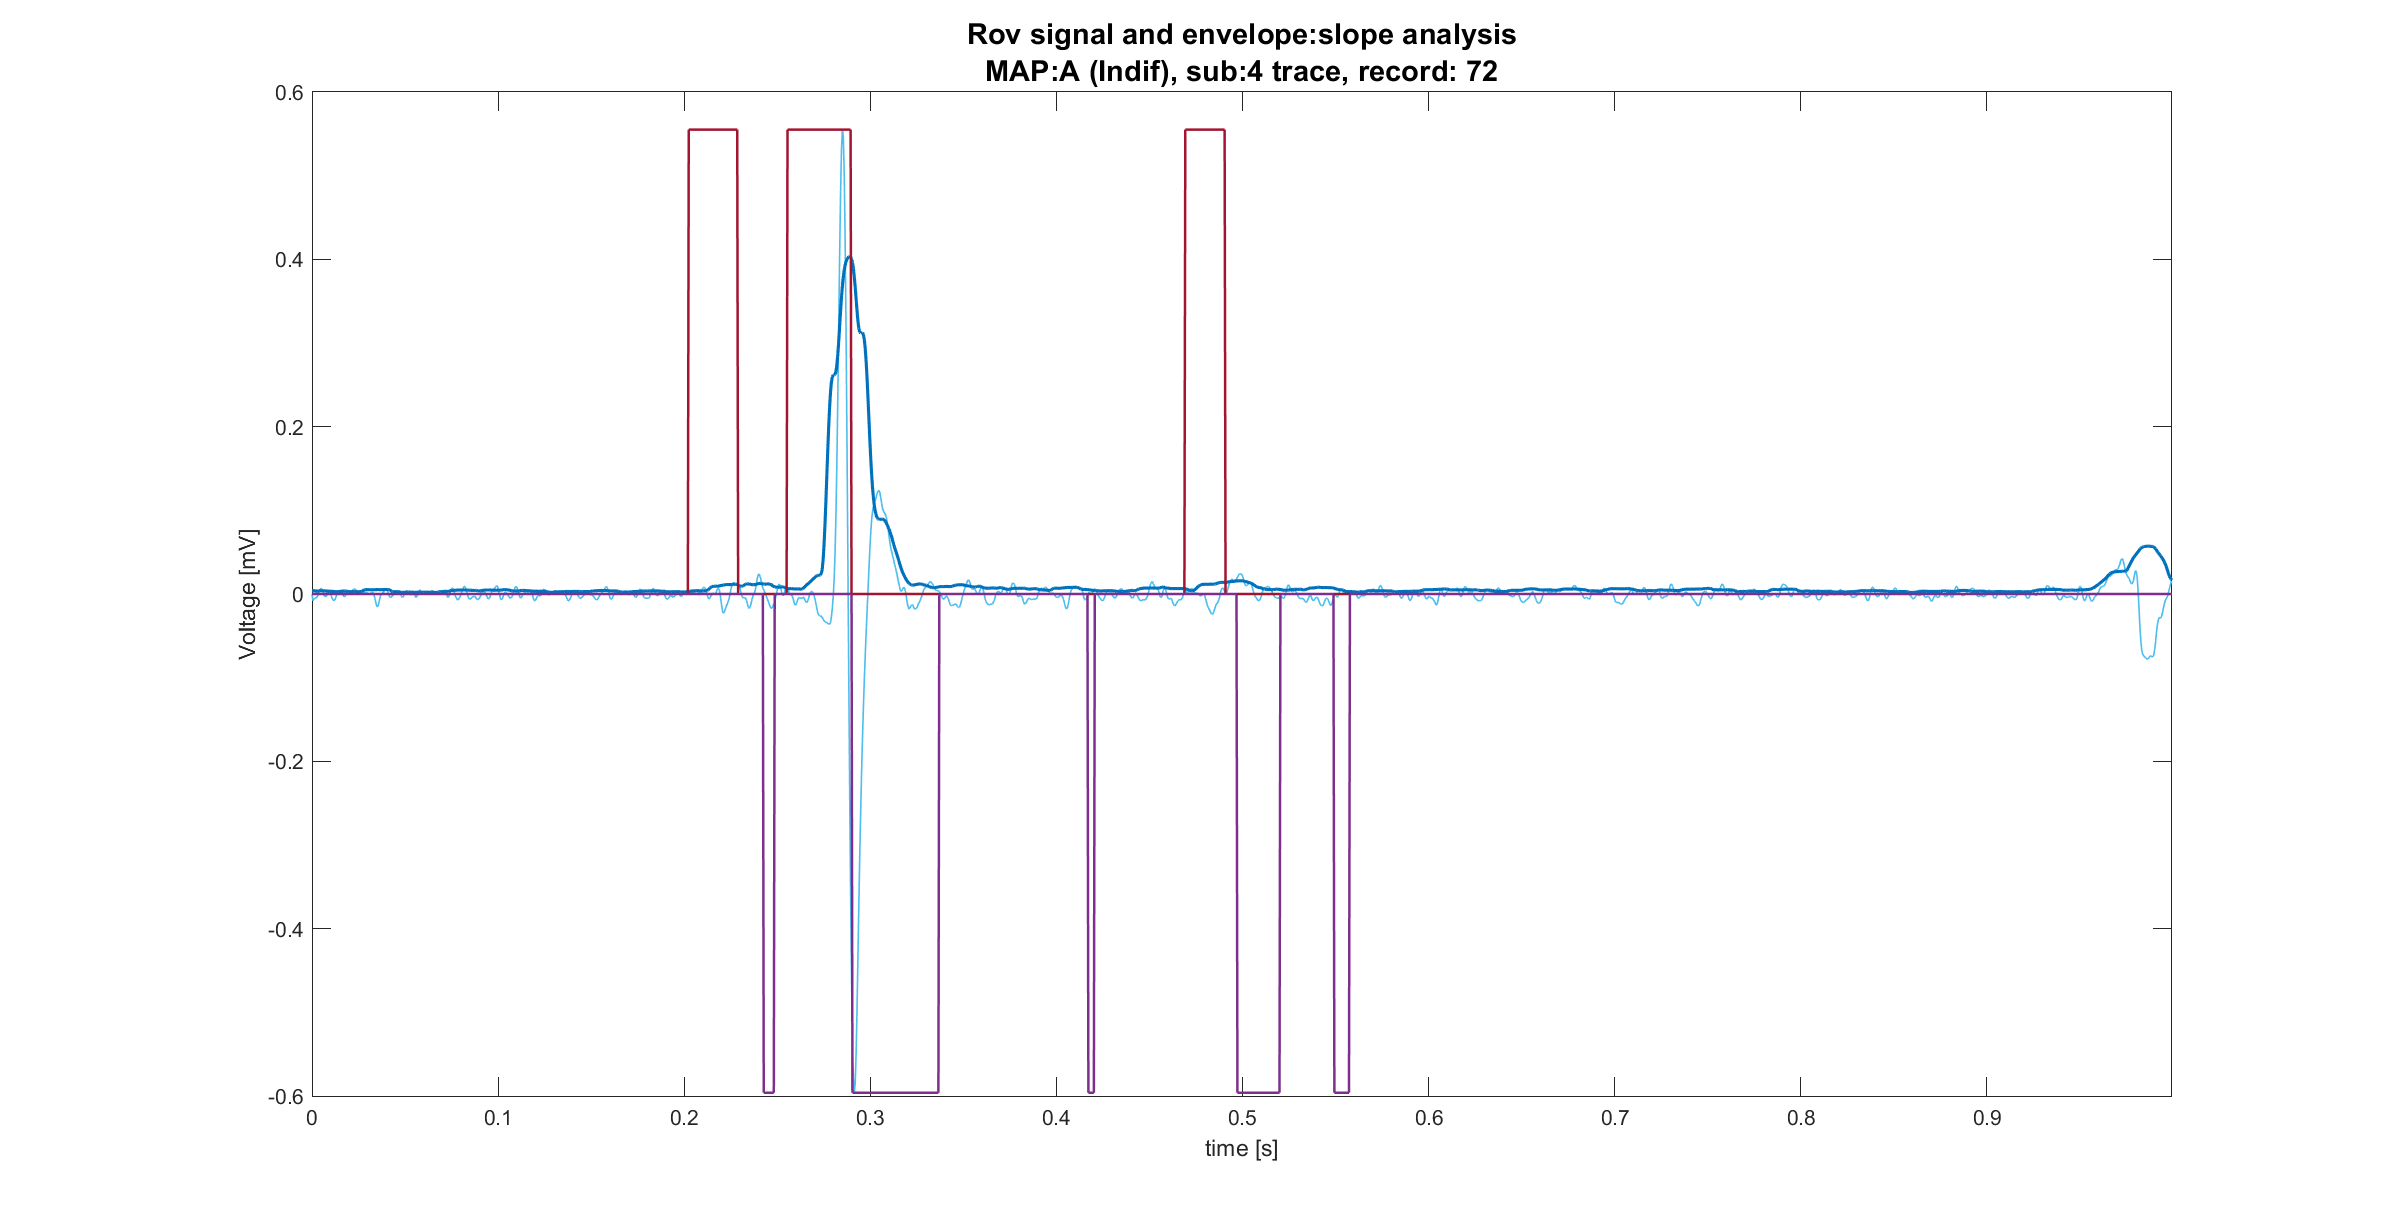 Rov signal and envelope:slope analysis
MAP:A (Indif), sub:4 trace, record: 72
0.6
0.4
0.2
0
-0.2
-0.4
-0.6
Voltage [mV]
0 0.1 0.2 0.3 0.4 0.5 0.6 0.7 0.8 0.9
time [s]